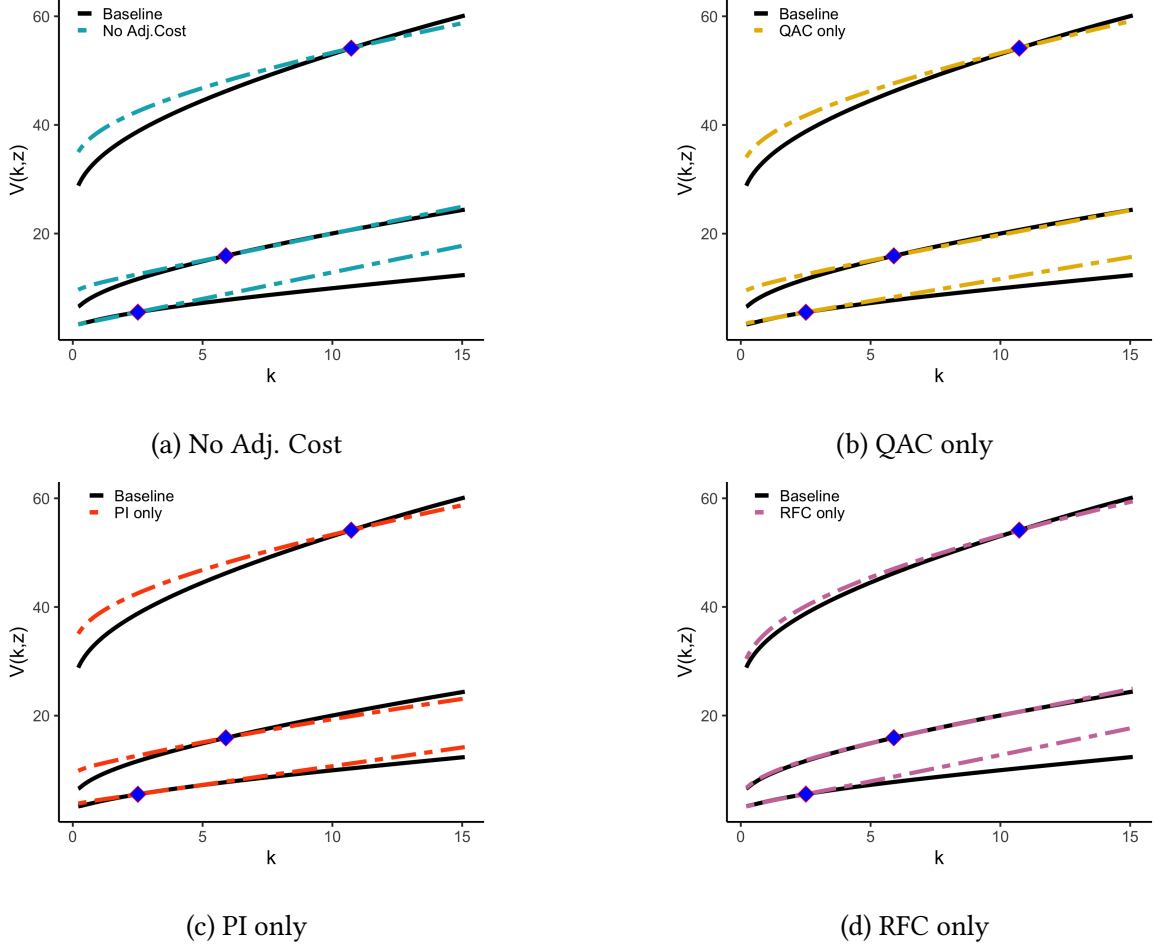 Baseline
No Adj.Cost
60
40
20
V(k,z)
0 5 10 15
k
(a) No Adj. Cost
Baseline
QAC only
60
40
20
V(k,z)
0 5 10 15
k
(b) QAC only
Baseline
PI only
60
40
20
V(k,z)
0 5 10 15
k
(c) PI only
Baseline
RFC only
60
40
20
V(k,z)
0 5 10 15
k
(d) RFC only